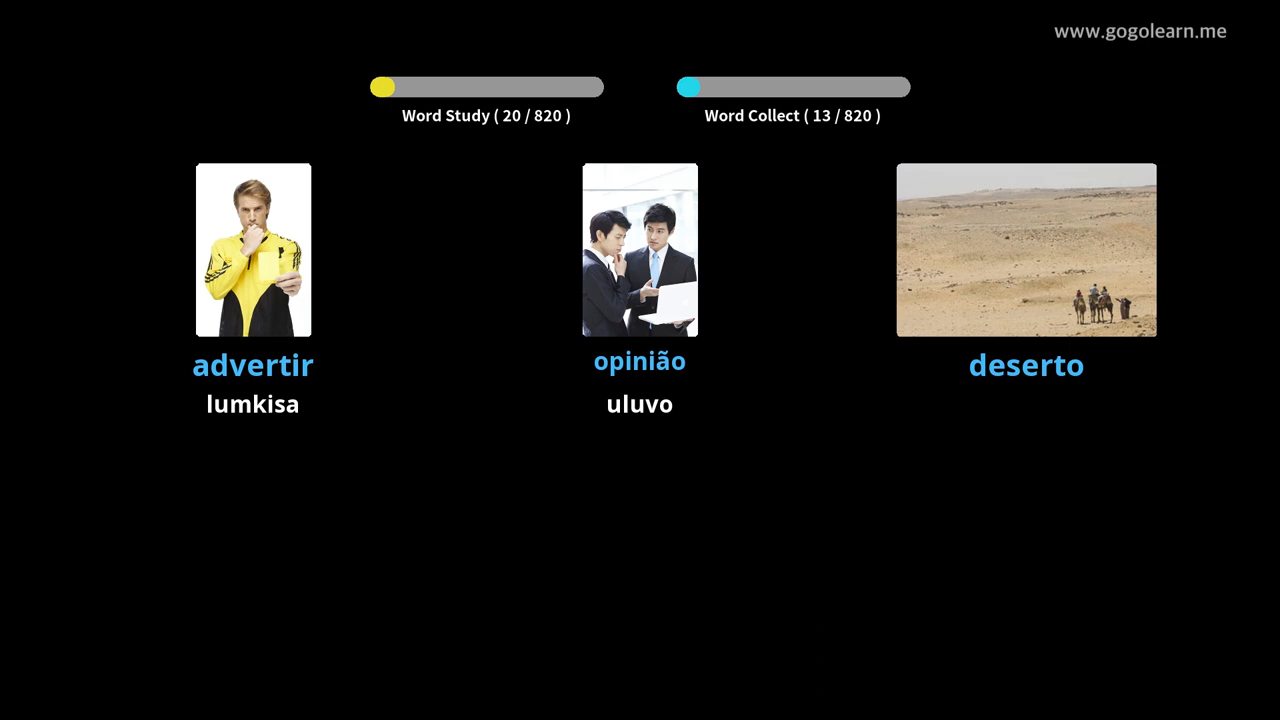 www.gogolearn.me
Word Study ( 20 / 820 )
Word Collect ( 13 / 820 )
advertir
opinião
deserto
lumkisa
uluvo